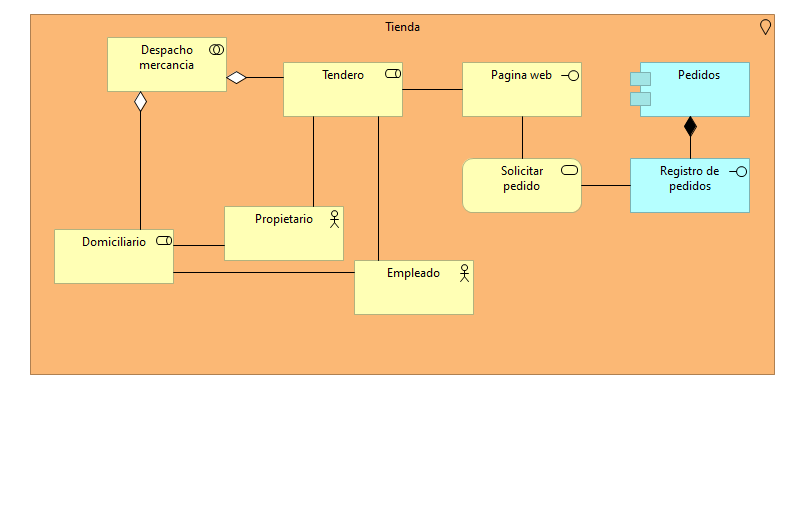 Tienda
Despacho
mercancia
Tendero
Pagina web
Pedidos
Solicitar
pedido
Registro de
pedidos
Propietario
Domiciliario
Empleado